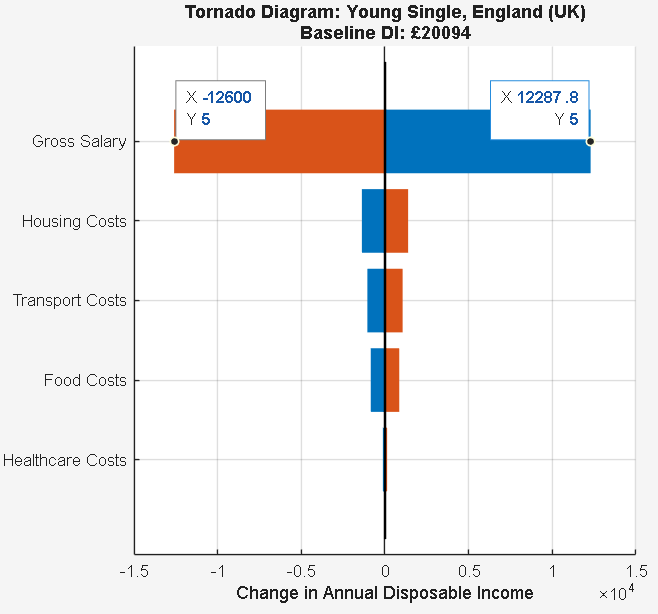 Tornado Diagram: Young Single, England (UK)
Baseline DI: £20094
X -12600
Y 5
X 12287.8
Y 5
Gross Salary
Housing Costs
Transport Costs
Food Costs
Healthcare Costs
-1.5 -1 -0.5 0 0.5 1 1.5
Change in Annual Disposable Income ×10⁴